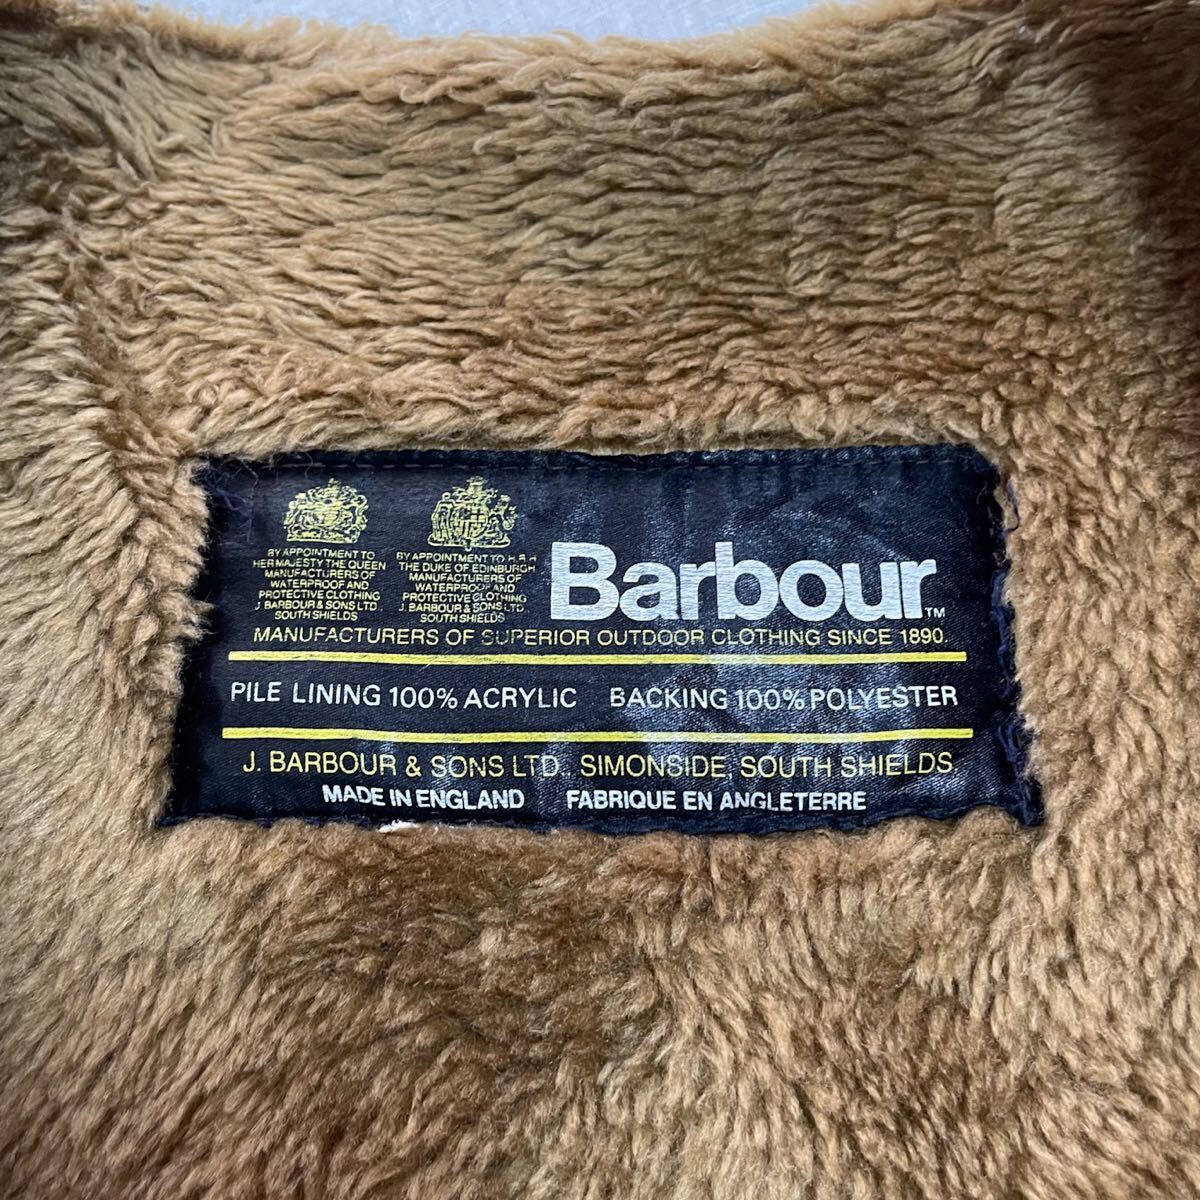 BY APPOINTMENT TO
HER MAJESTY THE QUEEN
MANUFACTURERS OF
WATERPROOF AND
PROTECTIVE CLOTHING
J. BARBOUR & SONS LTD.,
SOUTH SHIELDS
BY APPOINTMENT TO H.R.H
THE DUKE OF EDINBURGH
MANUFACTURERS OF
WATERPROOF AND
PROTECTIVE CLOTHING
J. BARBOUR & SONS LTD.
SOUTH SHIELDS
Barbour™
MANUFACTURERS OF SUPERIOR OUTDOOR CLOTHING SINCE 1890.
PILE LINING 100% ACRYLIC BACKING 100% POLYESTER
J. BARBOUR & SONS LTD., SIMONSIDE, SOUTH SHIELDS.
MADE IN ENGLAND FABRIQUE EN ANGLETERRE